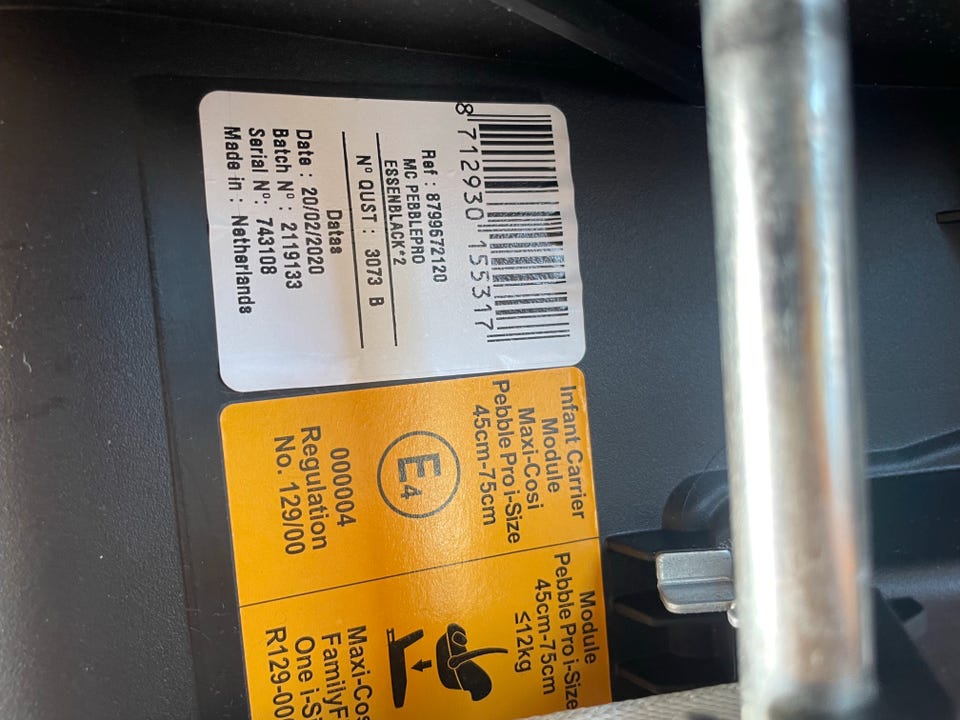 8 712930 155317
Ref : 8799672120
MC PEBBLEPRO
ESSENBLACK*2
N° QUST : 3073 B
Datas
Date : 20/02/2020
Batch N° : 2119133
Serial N° : 743108
Made in : Netherlands
Infant Carrier
Module
Maxi-Cosi
Pebble Pro i-Size
45cm-75cm
E4
000004
Regulation
No. 129/00
Module
Pebble Pro i-Size
45cm-75cm
≤12kg
Maxi-Cos
FamilyF
One i-S
R129-00